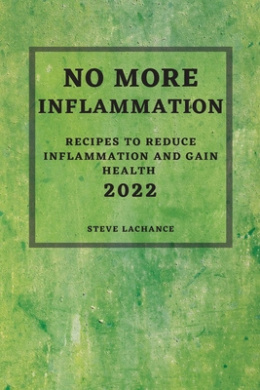 NO MORE
INFLAMMATION
RECIPES TO REDUCE
INFLAMMATION AND GAIN
HEALTH
2022
STEVE LACHANCE